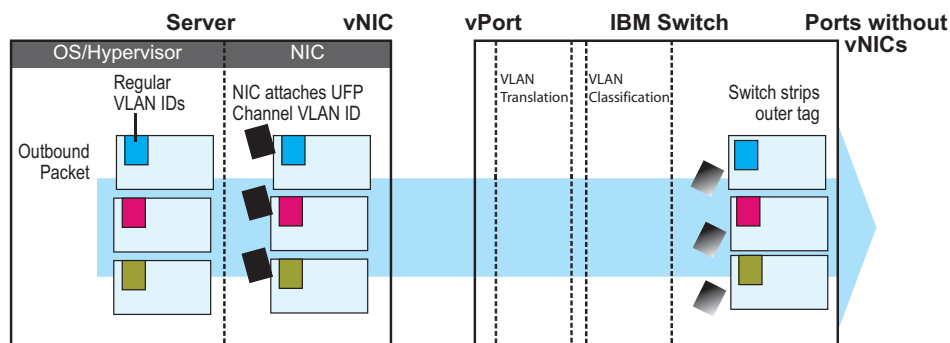 Server
vNIC
vPort
IBM Switch
Ports without
vNICs
OS/Hypervisor
NIC
Regular
VLAN IDs
NIC attaches UFP
Channel VLAN ID
VLAN
Translation
VLAN
Classification
Switch strips
outer tag
Outbound
Packet